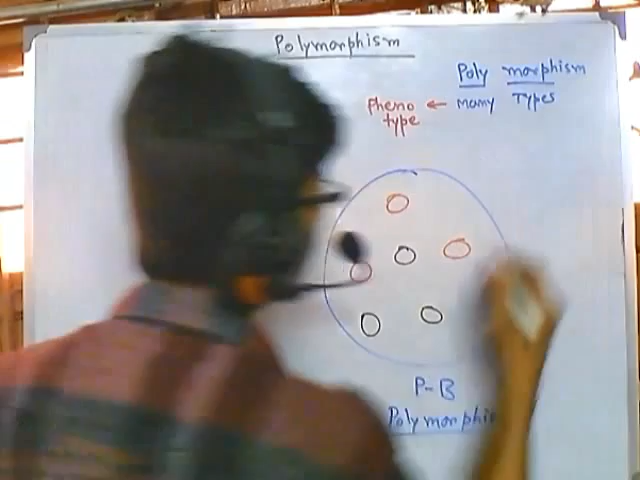 Polymorphism
Poly morphism
Pheno type ← many Types
P-B
Polymorphi